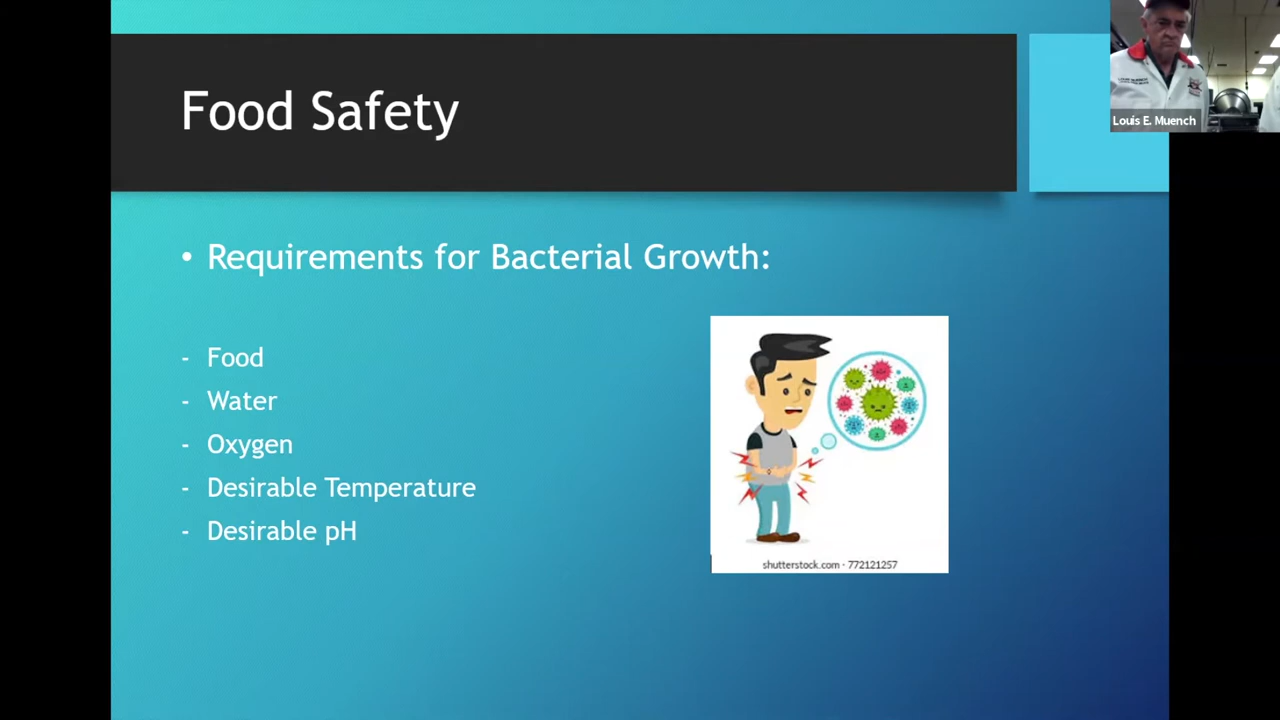 Food Safety
Louis E. Muench
• Requirements for Bacterial Growth:
- Food
- Water
- Oxygen
- Desirable Temperature
- Desirable pH
shutterstock.com · 772121257